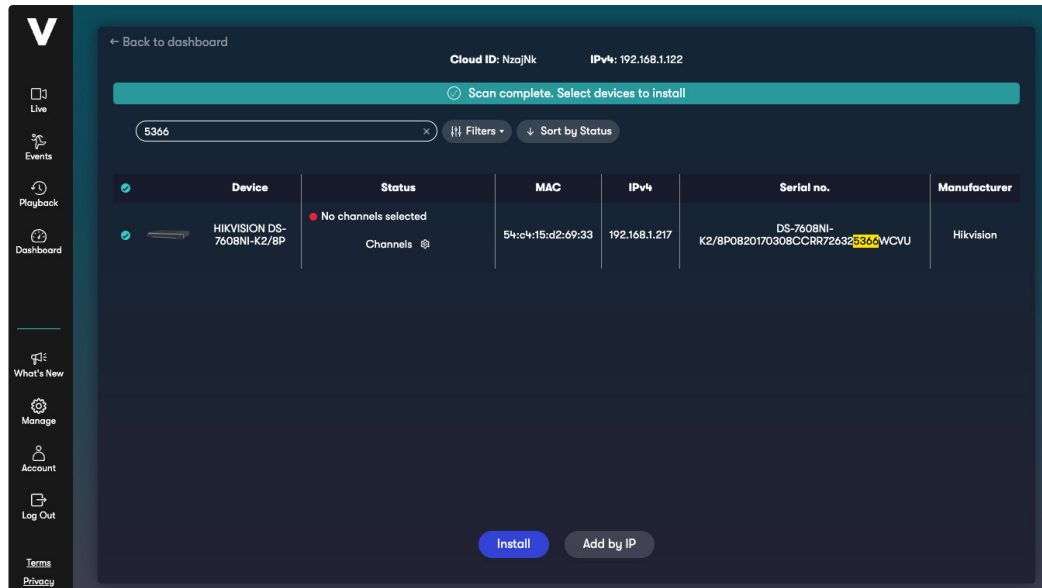 V
← Back to dashboard
Cloud ID: NzajNk IPv4: 192.168.1.122
Scan complete. Select devices to install
5366 × Filters ↓ Sort by Status
Device Status MAC IPv4 Serial no. Manufacturer
HIKVISION DS-
7608NI-K2/8P
No channels selected
Channels
54:c4:15:d2:69:33
192.168.1.217
DS-7608NI-
K2/8P0820170308CCRR726325366WCVU
Hikvision
Install Add by IP
Live
Events
Playback
Dashboard
What's New
Manage
Account
Log Out
Terms
Privacy